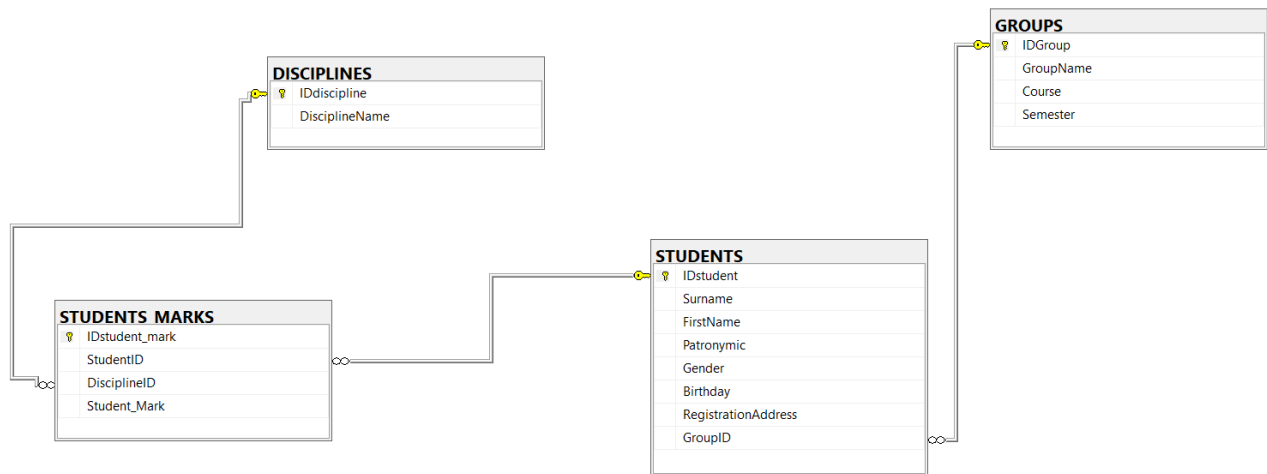 GROUPS
IDGroup
GroupName
Course
Semester
DISCIPLINES
IDdiscipline
DisciplineName
STUDENTS
IDstudent
Surname
FirstName
Patronymic
Gender
Birthday
RegistrationAddress
GroupID
STUDENTS_MARKS
IDstudent_mark
StudentID
DisciplineID
Student_Mark